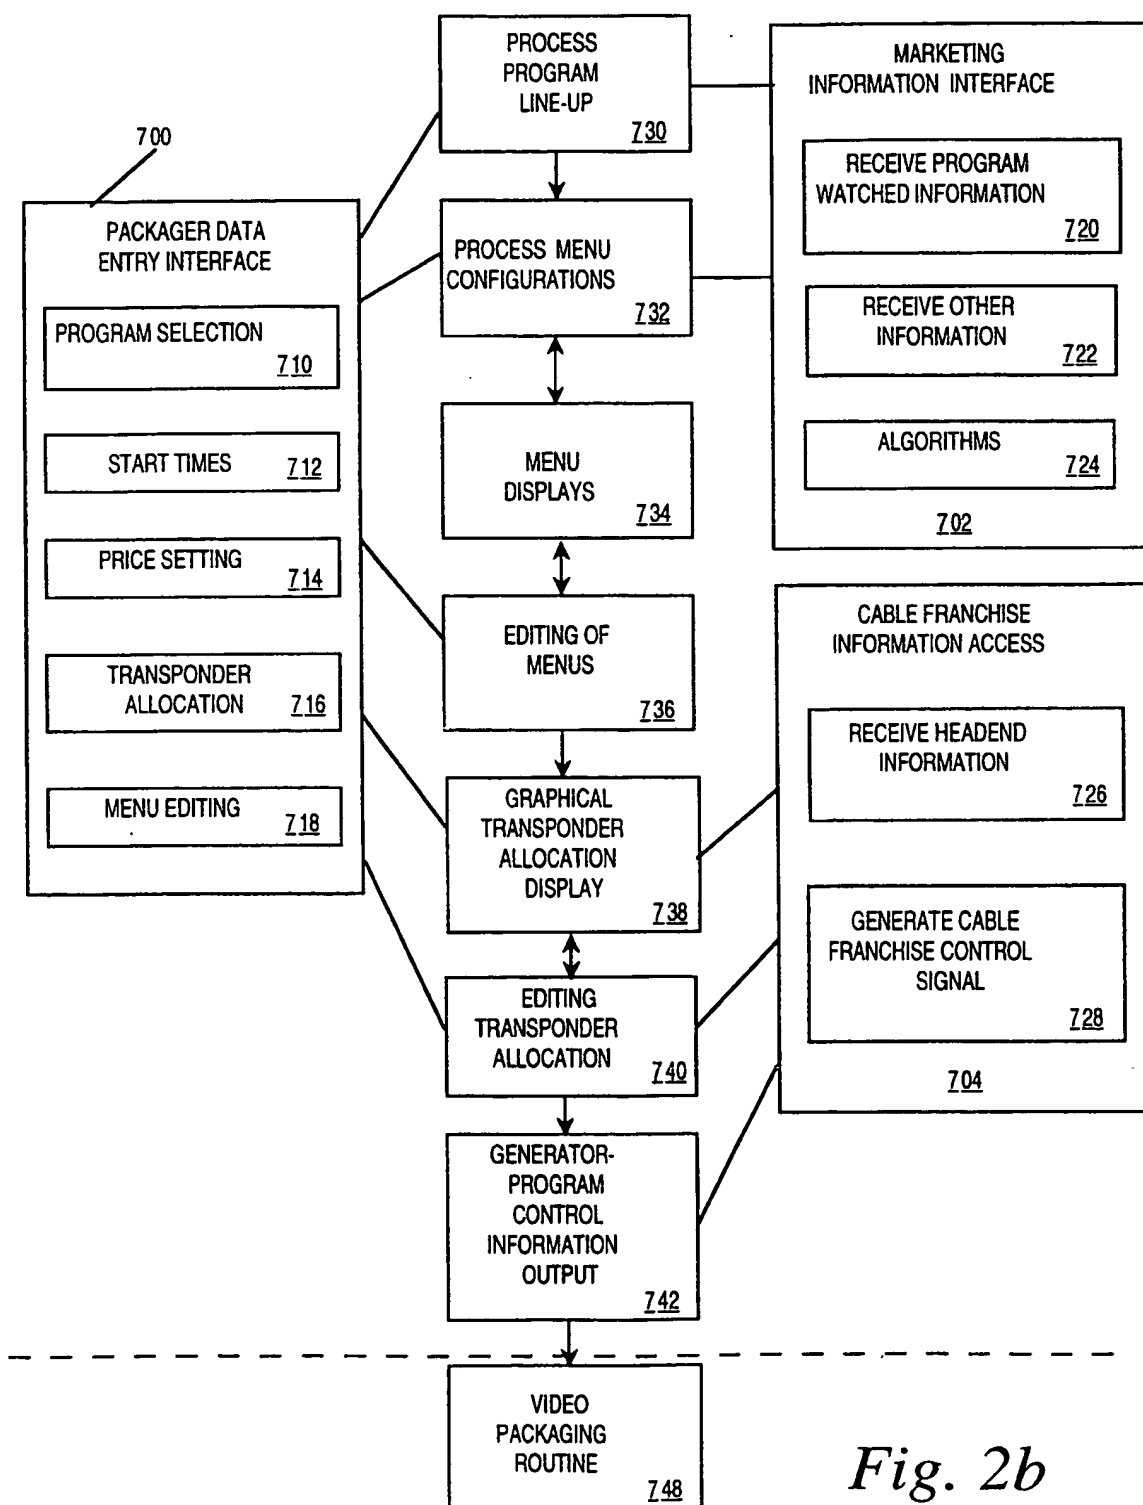 700
PACKAGER DATA
ENTRY INTERFACE
PROGRAM SELECTION
710
START TIMES
712
PRICE SETTING
714
TRANSPONDER
ALLOCATION
716
MENU EDITING
718
PROCESS
PROGRAM
LINE-UP
730
PROCESS MENU
CONFIGURATIONS
732
MENU
DISPLAYS
734
EDITING OF
MENUS
736
GRAPHICAL
TRANSPONDER
ALLOCATION
DISPLAY
738
EDITING
TRANSPONDER
ALLOCATION
740
GENERATOR-
PROGRAM
CONTROL
INFORMATION
OUTPUT
742
VIDEO
PACKAGING
ROUTINE
748
MARKETING
INFORMATION INTERFACE
RECEIVE PROGRAM
WATCHED INFORMATION
720
RECEIVE OTHER
INFORMATION
722
ALGORITHMS
724
702
CABLE FRANCHISE
INFORMATION ACCESS
RECEIVE HEADEND
INFORMATION
726
GENERATE CABLE
FRANCHISE CONTROL
SIGNAL
728
704
Fig. 2b